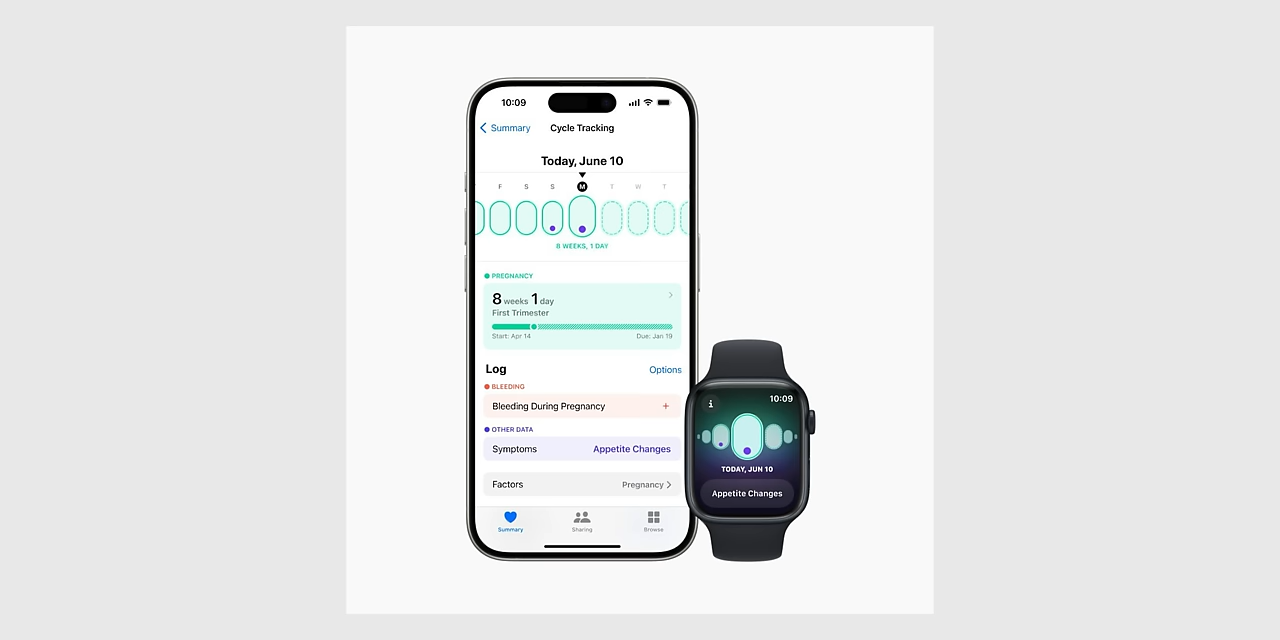 10:09
Summary Cycle Tracking
Today, June 10
F S S M T W T
8 WEEKS, 1 DAY
PREGNANCY
8 weeks 1 day
First Trimester
Start: Apr 14 Due: Jan 19
Log Options
BLEEDING
Bleeding During Pregnancy +
OTHER DATA
Symptoms Appetite Changes
Factors Pregnancy
Summary Sharing Browse
i 10:09
TODAY, JUN 10
Appetite Changes